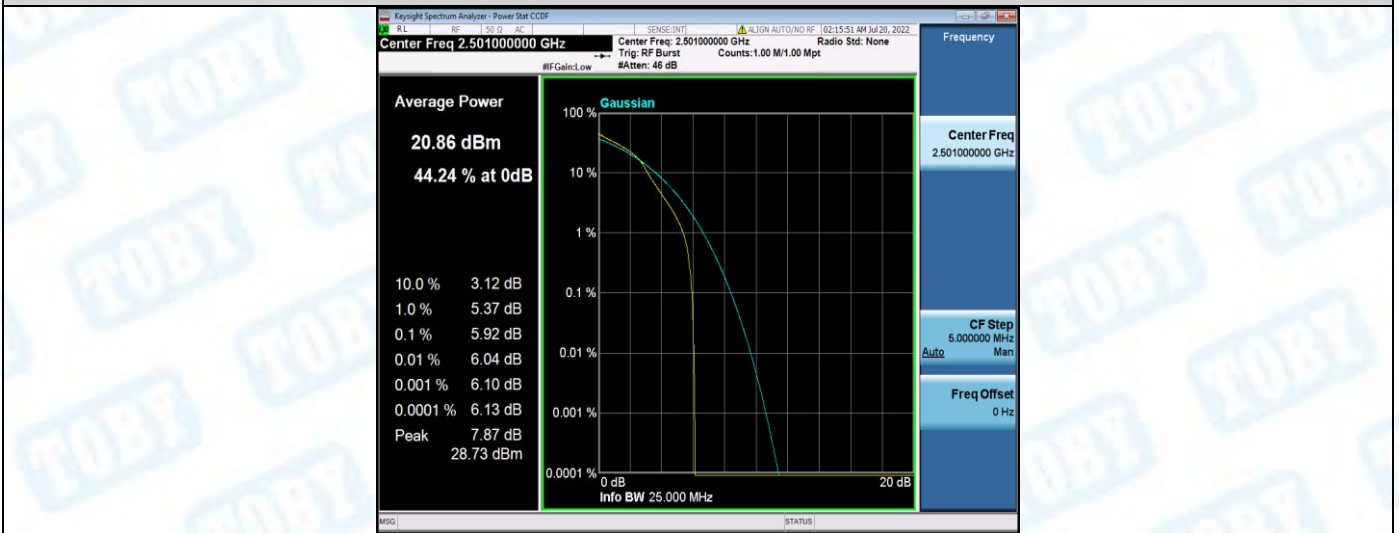 Keysight Spectrum Analyzer - Power Stat CCDF
RL RF 50 Ω AC SENSE:INT ALIGN AUTO/NO RF 02:15:51 AM Jul 20, 2022
Center Freq 2.501000000 GHz
Center Freq: 2.501000000 GHz Radio Std: None
Trig: RF Burst Counts:1.00 M/1.00 Mpt
#IFGain:Low #Atten: 46 dB
Frequency
Average Power
20.86 dBm
44.24 % at 0dB
10.0 % 3.12 dB
1.0 % 5.37 dB
0.1 % 5.92 dB
0.01 % 6.04 dB
0.001 % 6.10 dB
0.0001 % 6.13 dB
Peak 7.87 dB
28.73 dBm
Gaussian
100 %
10 %
1 %
0.1 %
0.01 %
0.001 %
0.0001 %
0 dB 20 dB
Info BW 25.000 MHz
Center Freq
2.501000000 GHz
CF Step
5.000000 MHz
Auto Man
Freq Offset
0 Hz
MSG STATUS
TOBY